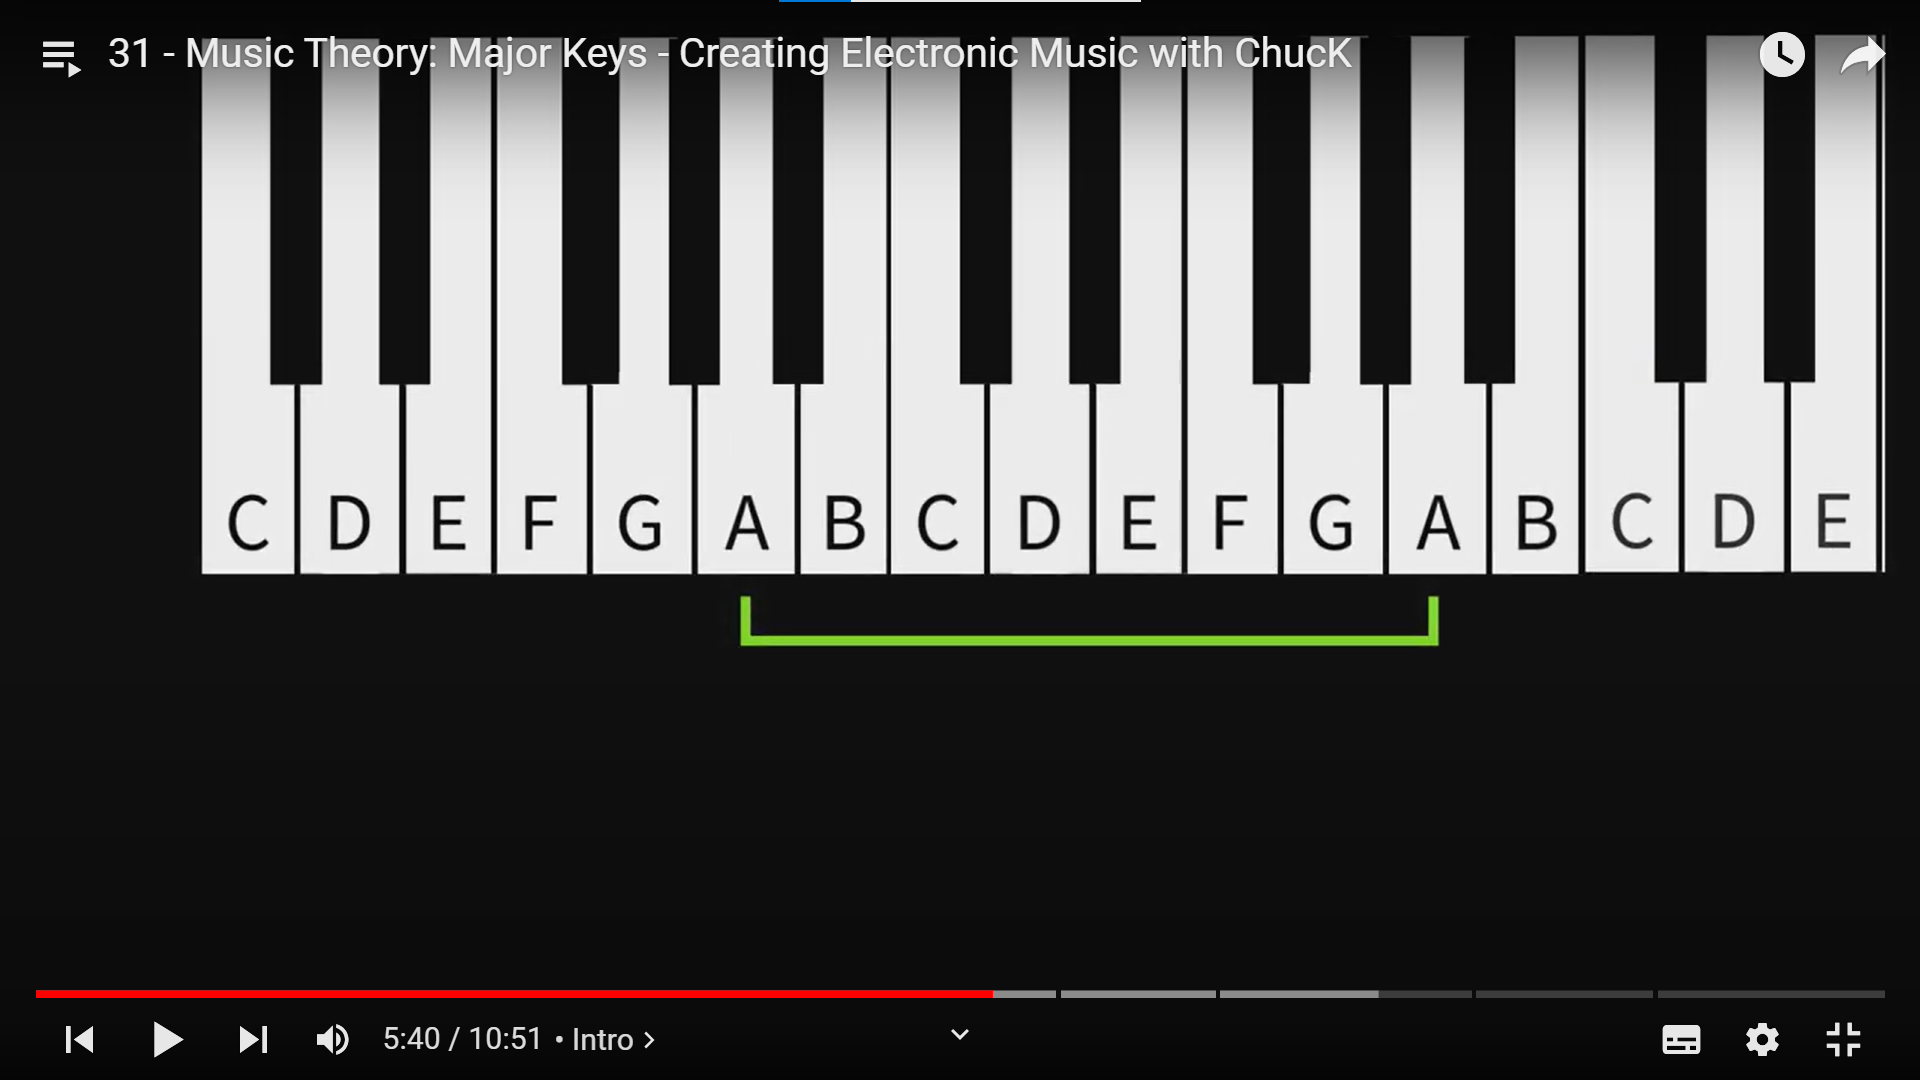 31 - Music Theory: Major Keys - Creating Electronic Music with ChucK
C D E F G A B C D E F G A B C D E
5:40 / 10:51 • Intro >